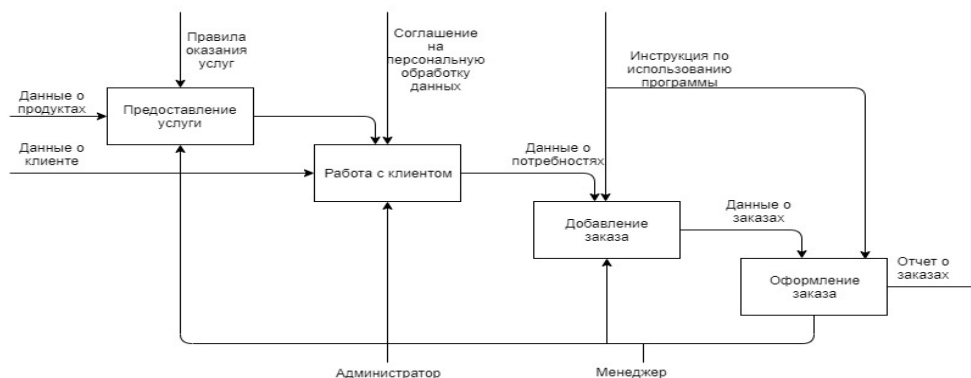 Правила
оказания
услуг
Соглашение
на
персональную
обработку
данных
Инструкция по
использованию
программы
Данные о
продуктах
Предоставление
услуги
Данные о
клиенте
Работа с клиентом
Данные о
потребностях
Добавление
заказа
Данные о
заказах
Оформление
заказа
Отчет о
заказах
Администратор
Менеджер